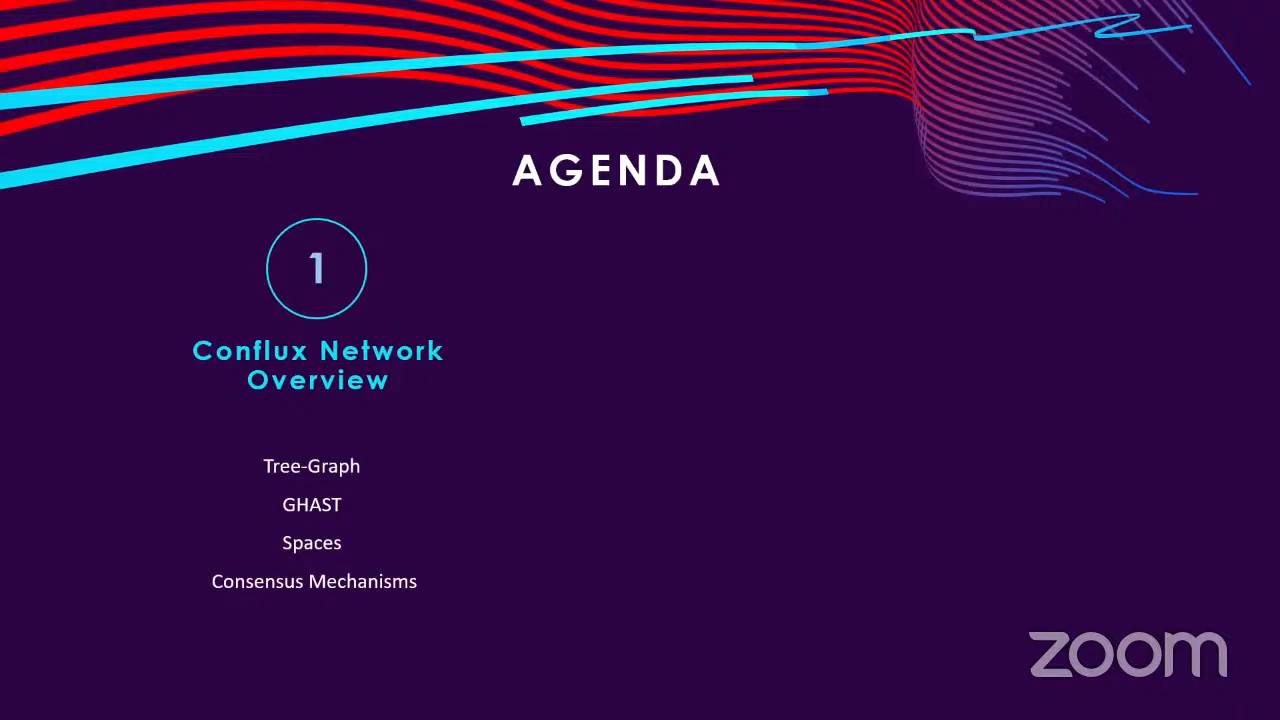 AGENDA
1
Conflux Network
Overview
Tree-Graph
GHAST
Spaces
Consensus Mechanisms
zoom